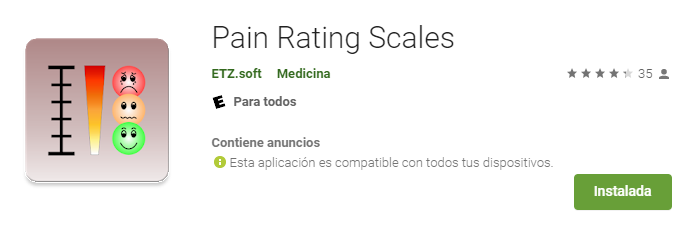 Pain Rating Scales
ETZ.soft Medicina
35
E Para todos
Contiene anuncios
Esta aplicación es compatible con todos tus dispositivos.
Instalada